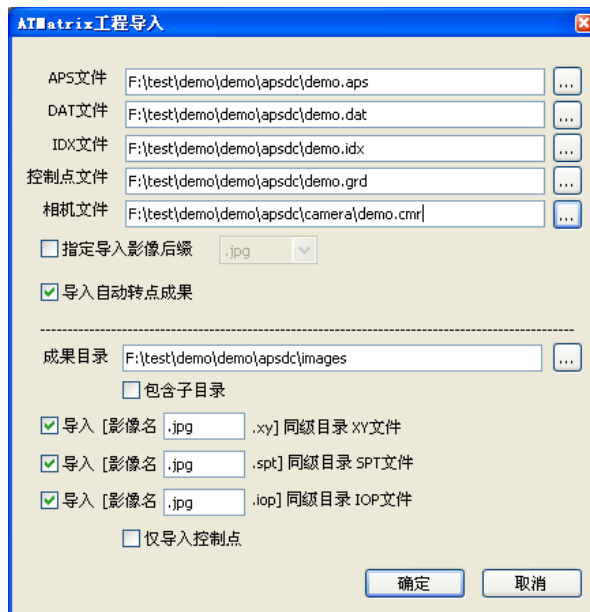 ATMatrix工程导入
APS文件 F:\test\demo\demo\apsdc\demo.aps ...
DAT文件 F:\test\demo\demo\apsdc\demo.dat ...
IDX文件 F:\test\demo\demo\apsdc\demo.idx ...
控制点文件 F:\test\demo\demo\apsdc\demo.grd ...
相机文件 F:\test\demo\demo\apsdc\camera\demo.cmr ...
指定导入影像后缀 .jpg
导入自动转点成果
成果目录 F:\test\demo\demo\apsdc\images ...
包含子目录
导入 [影像名 .jpg .xy] 同级目录 XY文件
导入 [影像名 .jpg .spt] 同级目录 SPT文件
导入 [影像名 .jpg .iop] 同级目录 IOP文件
仅导入控制点
确定 取消